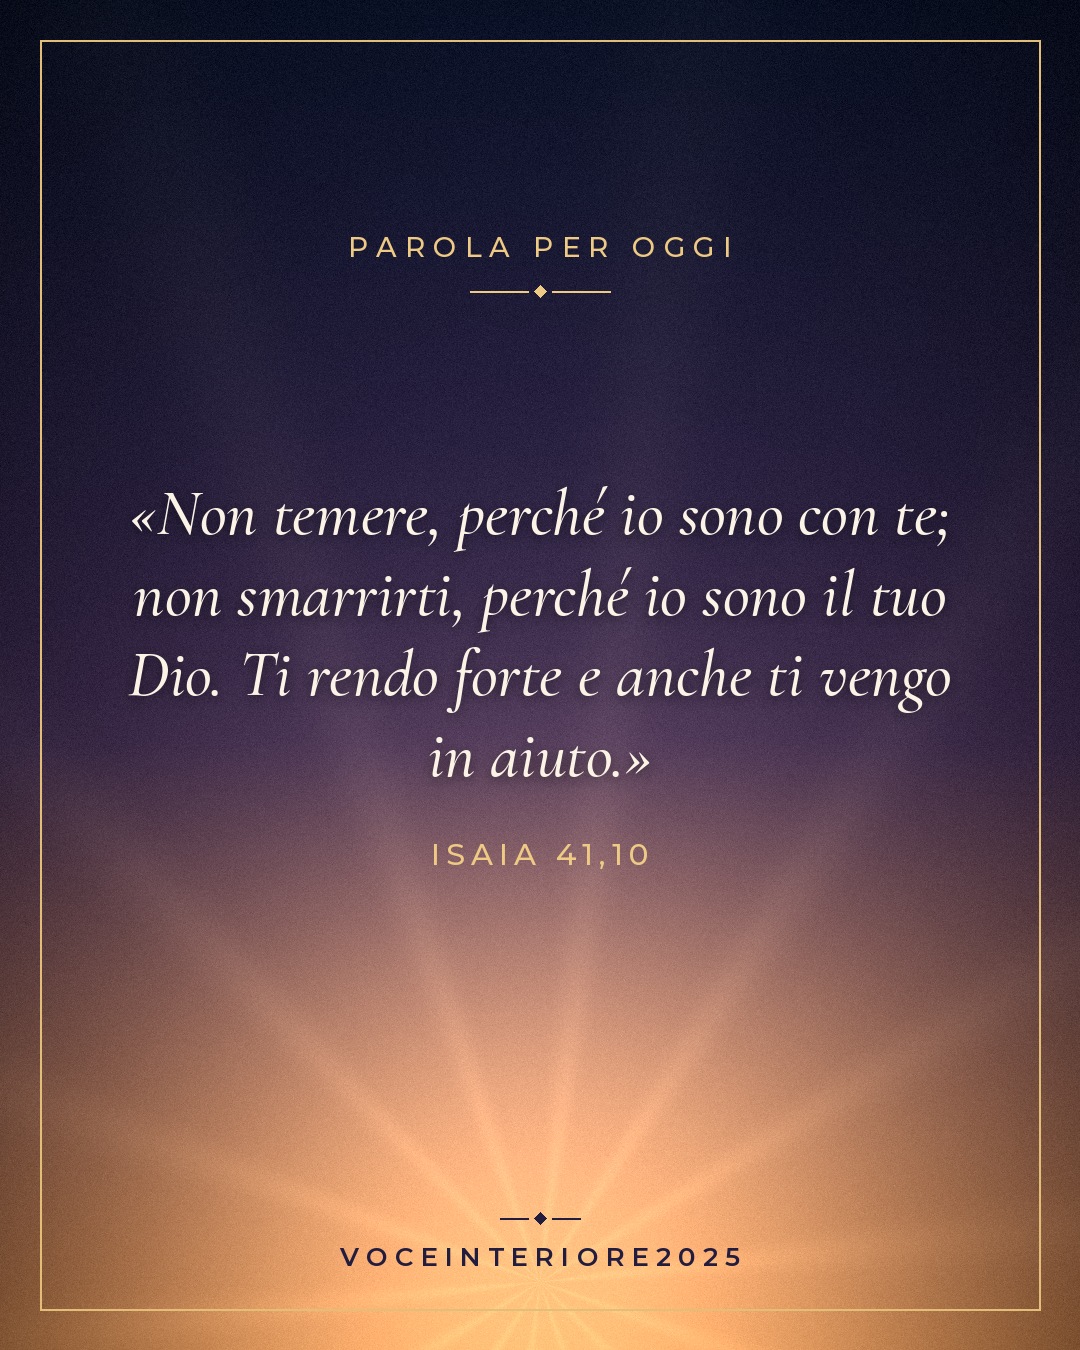 PAROLA PER OGGI
«Non temere, perché io sono con te;
non smarrirti, perché io sono il tuo
Dio. Ti rendo forte e anche ti vengo
in aiuto.»
ISAIA 41,10
VOCEINTERIORE2025